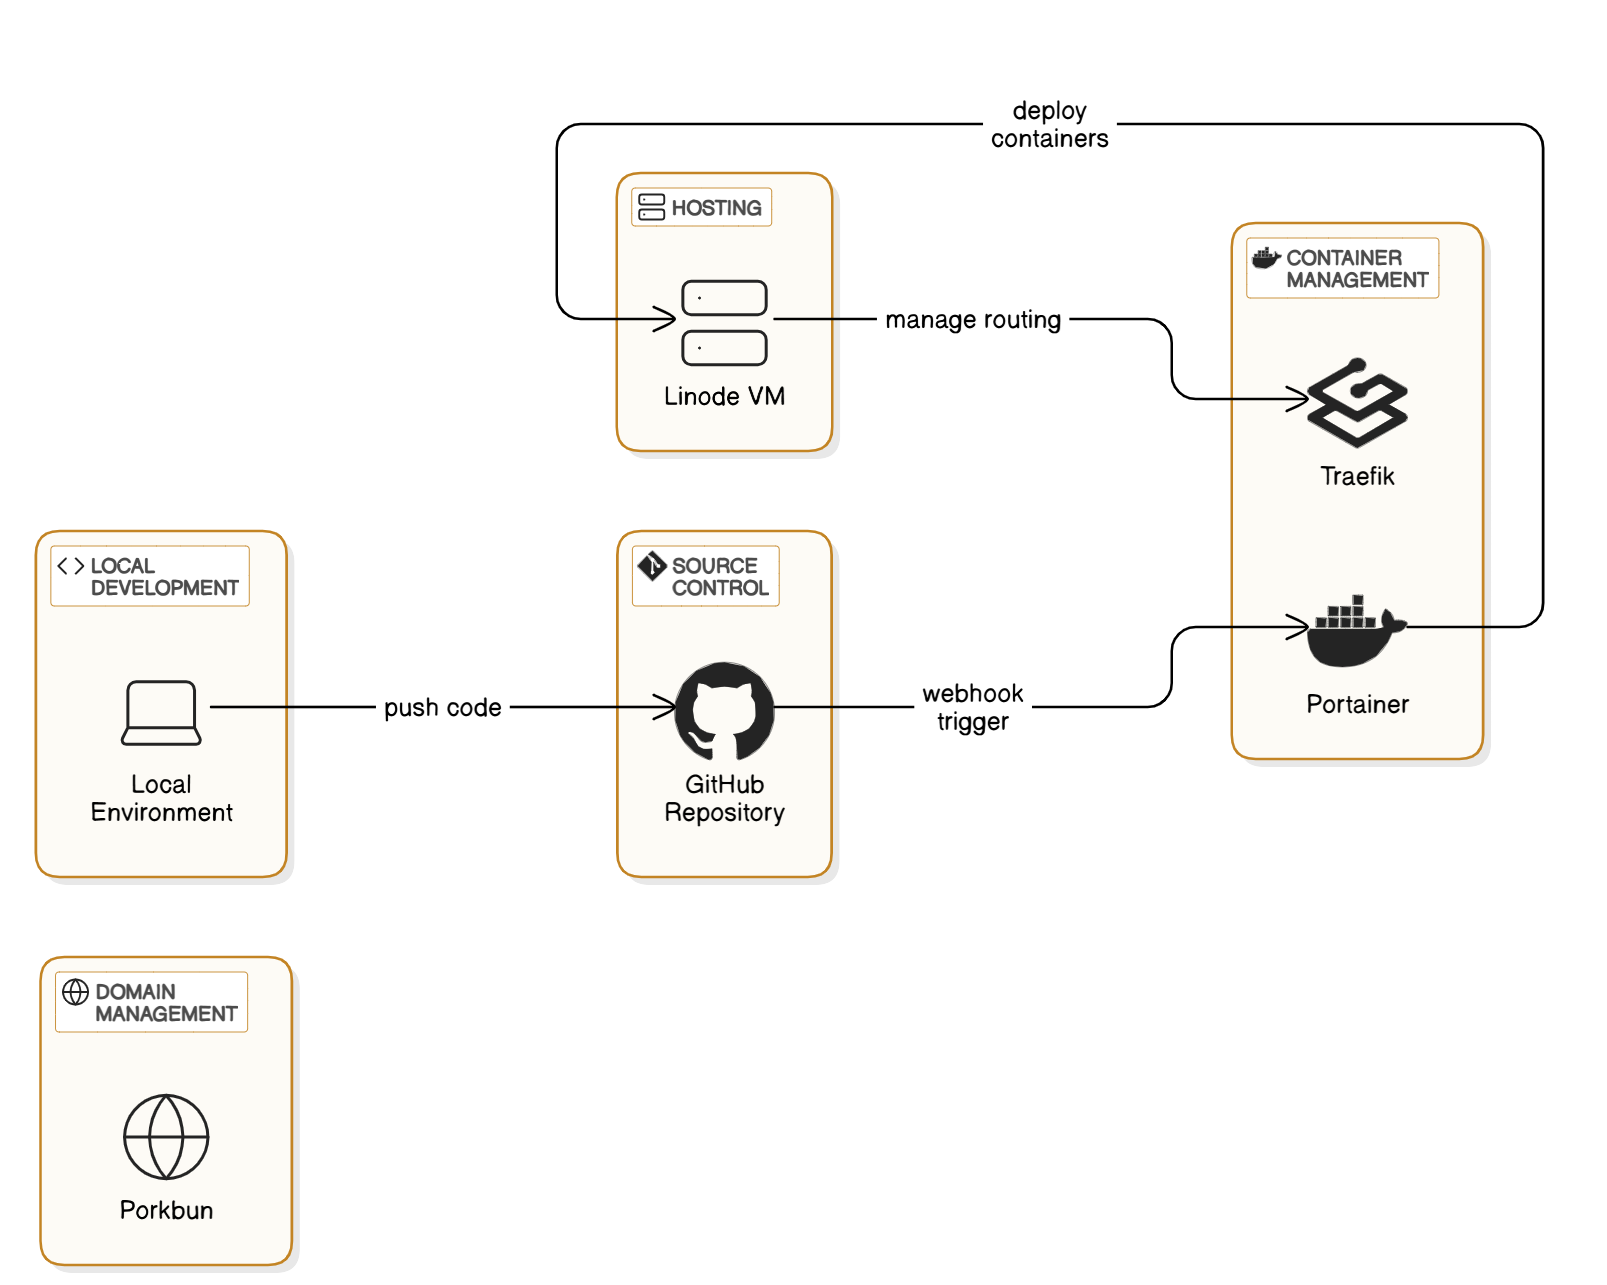 deploy
containers
HOSTING
Linode VM
manage routing
CONTAINER
MANAGEMENT
Traefik
Portainer
LOCAL
DEVELOPMENT
Local
Environment
push code
SOURCE
CONTROL
GitHub
Repository
webhook
trigger
DOMAIN
MANAGEMENT
Porkbun